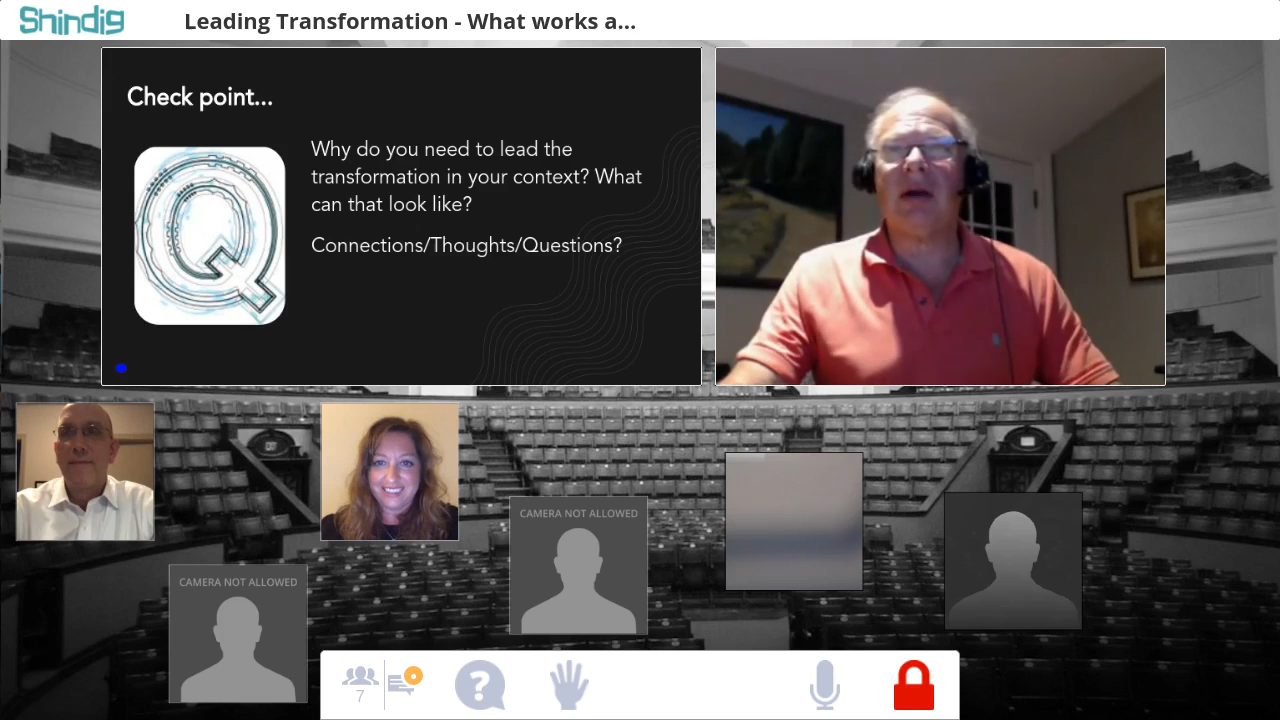 Shindig
Leading Transformation - What works a...
Check point...
Q
Why do you need to lead the
transformation in your context? What
can that look like?
Connections/Thoughts/Questions?
CAMERA NOT ALLOWED
CAMERA NOT ALLOWED
7
?